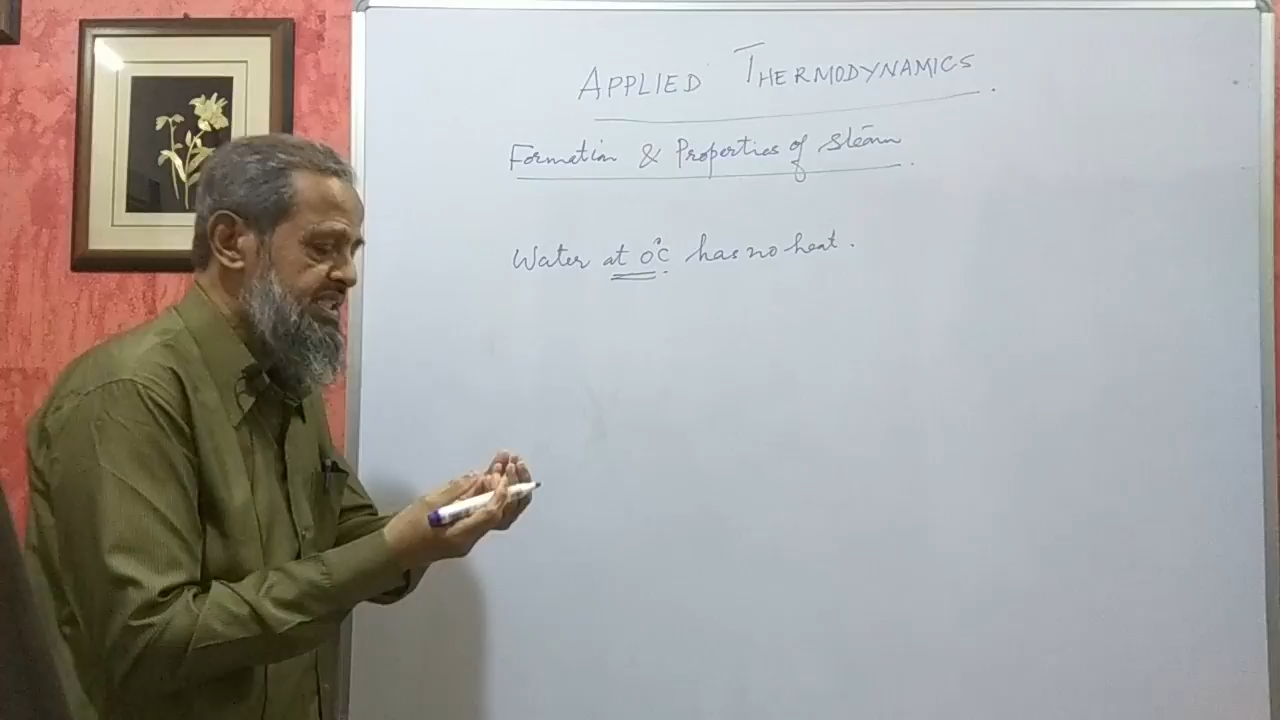 APPLIED THERMODYNAMICS.
Formation & Properties of Steam.
Water at 0°C has no heat.